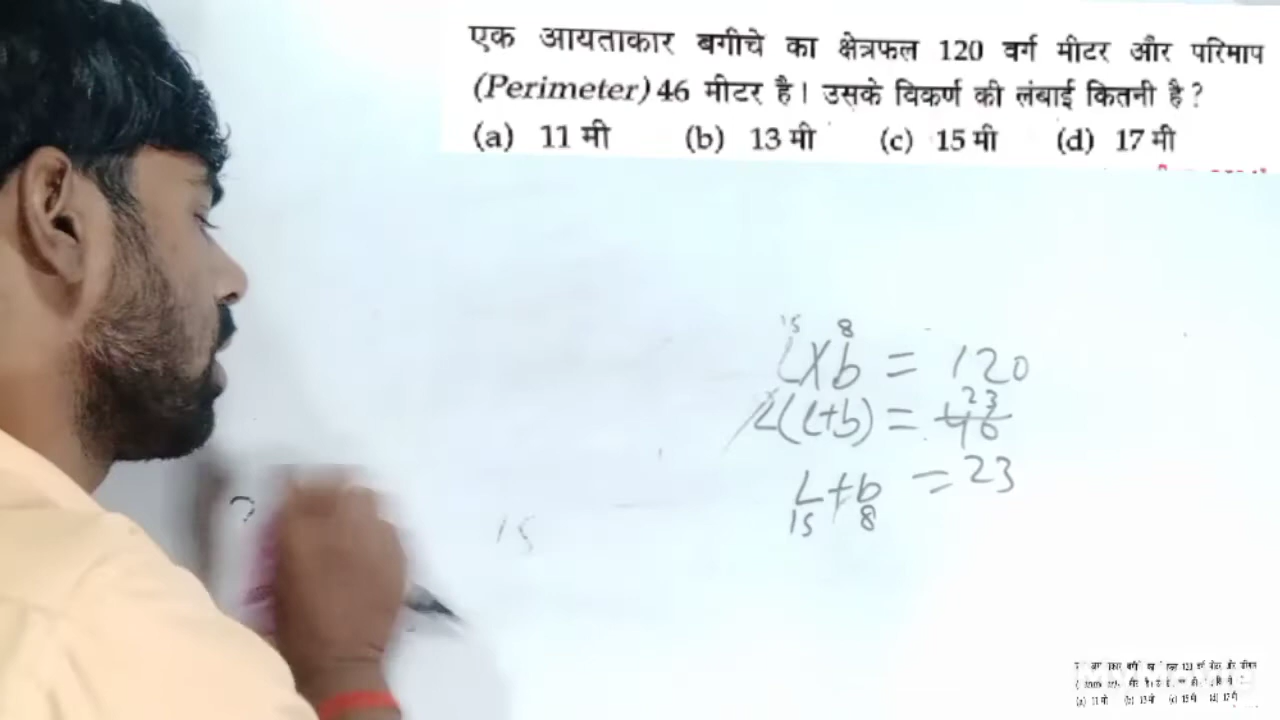 एक आयताकार बगीचे का क्षेत्रफल 120 वर्ग मीटर और परिमाप
(Perimeter) 46 मीटर है। उसके विकर्ण की लंबाई कितनी है ?
(a) 11 मी (b) 13 मी (c) 15 मी (d) 17 मी
15 8
L×b = 120
23
2(L+b) = 46
L+b = 23
15 8
15